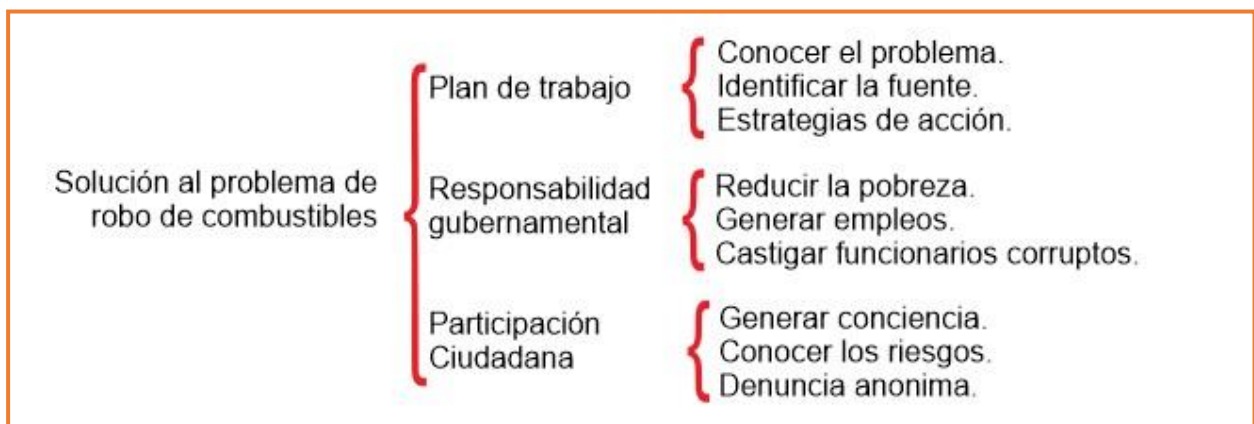 Solución al problema de
robo de combustibles
Plan de trabajo
Conocer el problema.
Identificar la fuente.
Estrategias de acción.
Responsabilidad
gubernamental
Reducir la pobreza.
Generar empleos.
Castigar funcionarios corruptos.
Participación
Ciudadana
Generar conciencia.
Conocer los riesgos.
Denuncia anonima.